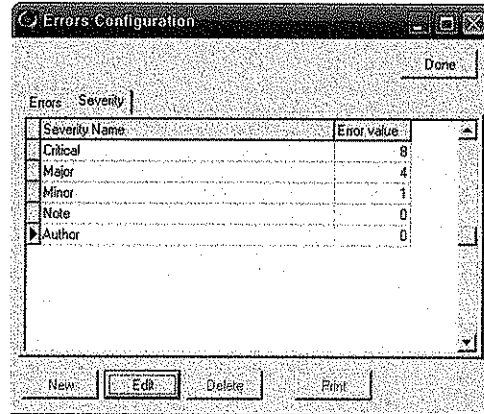 Errors Configuration
Done
Errors Severity
Severity Name Error value
Critical 8
Major 4
Minor 1
Note 0
Author 0
New Edit Delete Print